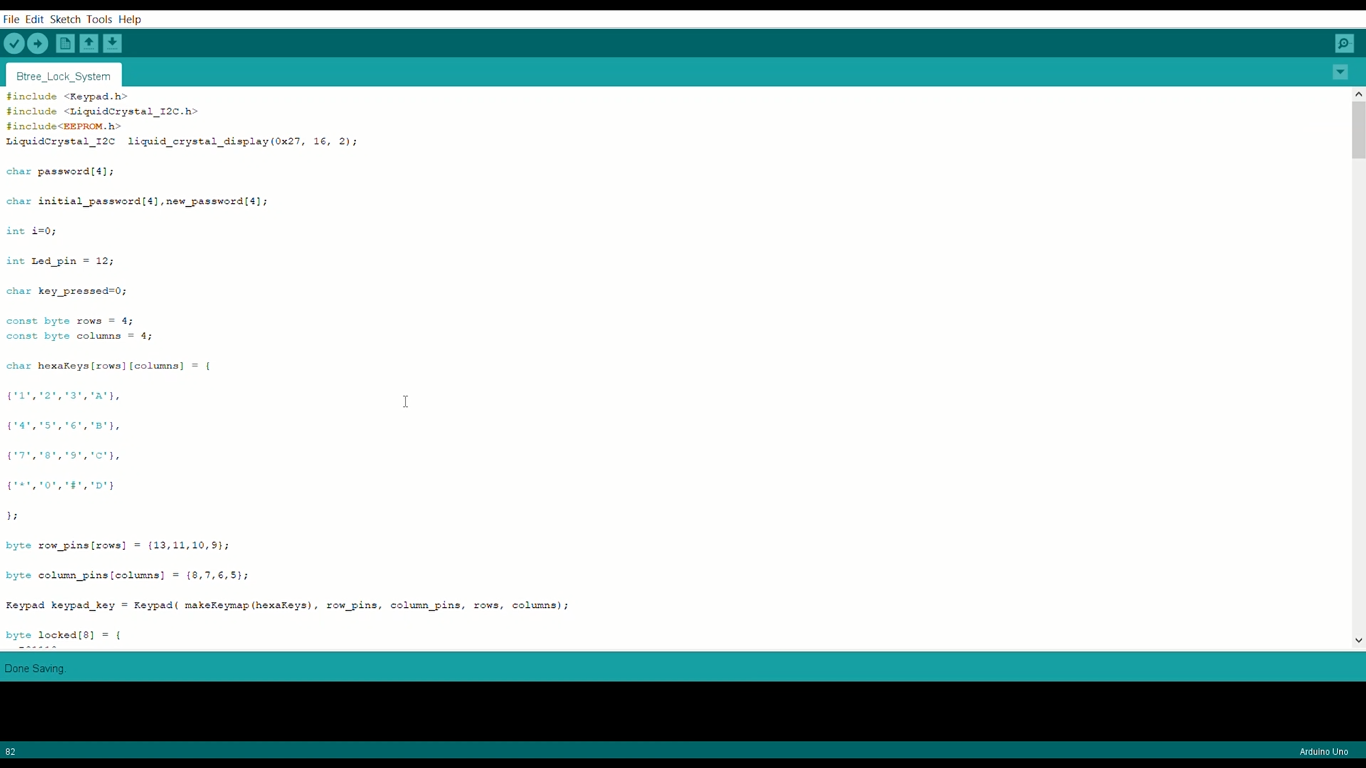 File Edit Sketch Tools Help
Btree_Lock_System
#include <Keypad.h>
#include <LiquidCrystal_I2C.h>
#include<EEPROM.h>
LiquidCrystal_I2C  liquid_crystal_display(0x27, 16, 2);
char password[4];
char initial_password[4],new_password[4];
int i=0;
int Led_pin = 12;
char key_pressed=0;
const byte rows = 4;
const byte columns = 4;
char hexaKeys[rows][columns] = {
{'1','2','3','A'},
{'4','5','6','B'},
{'7','8','9','C'},
{'*','0','#','D'}
};
byte row_pins[rows] = {13,11,10,9};
byte column_pins[columns] = {8,7,6,5};
Keypad keypad_key = Keypad( makeKeymap(hexaKeys), row_pins, column_pins, rows, columns);
byte locked[8] = {
Done Saving.
82
Arduino Uno